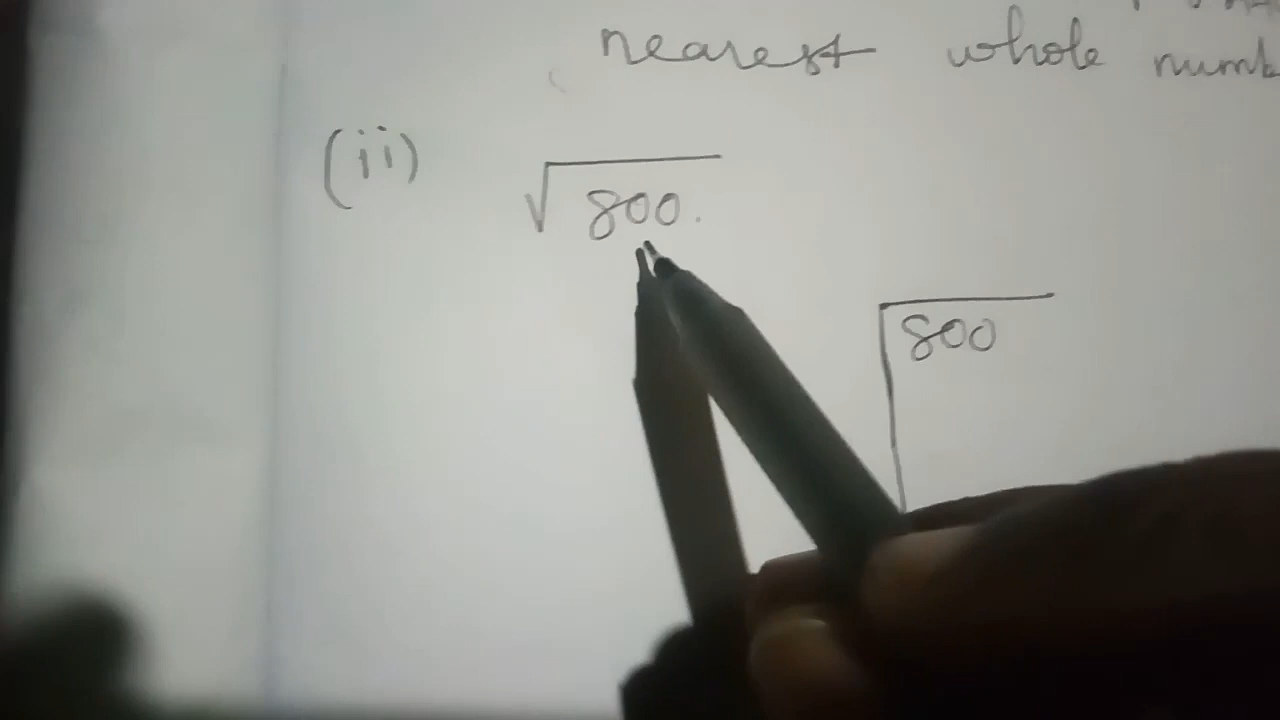 nearest whole
(ii) √800.
800